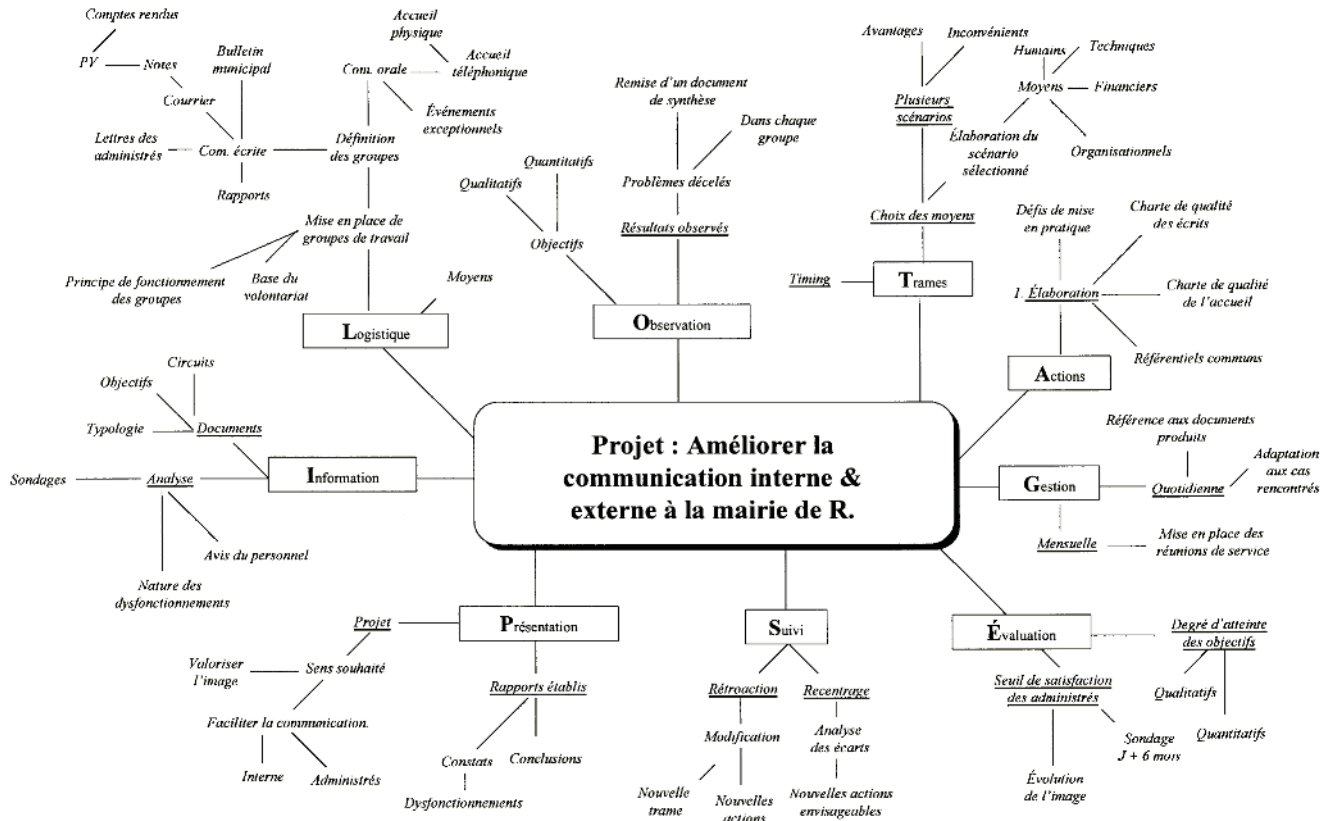 Comptes rendus
PV
Notes
Courrier
Bulletin
municipal
Lettres des
administrés
Com. écrite
Rapports
Accueil
physique
Com. orale
Accueil
téléphonique
Événements
exceptionnels
Définition
des groupes
Mise en place de
groupes de travail
Principe de fonctionnement
des groupes
Base du
volontariat
Moyens
Logistique
Remise d'un document
de synthèse
Dans chaque
groupe
Problèmes décelés
Résultats observés
Quantitatifs
Qualitatifs
Objectifs
Observation
Avantages
Inconvénients
Plusieurs
scénarios
Humains
Techniques
Moyens
Financiers
Organisationnels
Élaboration du
scénario
sélectionné
Choix des moyens
Timing
Trames
Défis de mise
en pratique
Charte de qualité
des écrits
1. Élaboration
Charte de qualité
de l'accueil
Référentiels communs
Actions
Circuits
Objectifs
Typologie
Documents
Sondages
Analyse
Information
Avis du personnel
Nature des
dysfonctionnements
Projet : Améliorer la
communication interne &
externe à la mairie de R.
Référence aux documents
produits
Adaptation
aux cas
rencontrés
Gestion
Quotidienne
Mensuelle
Mise en place des
réunions de service
Projet
Présentation
Valoriser
l'image
Sens souhaité
Faciliter la communication.
Interne
Administrés
Rapports établis
Constats
Conclusions
Dysfonctionnements
Suivi
Rétroaction
Recentrage
Modification
Analyse
des écarts
Nouvelle
trame
Nouvelles
actions
Nouvelles actions
envisageables
Évaluation
Degré d'atteinte
des objectifs
Seuil de satisfaction
des administrés
Qualitatifs
Quantitatifs
Sondage
J + 6 mois
Évolution
de l'image